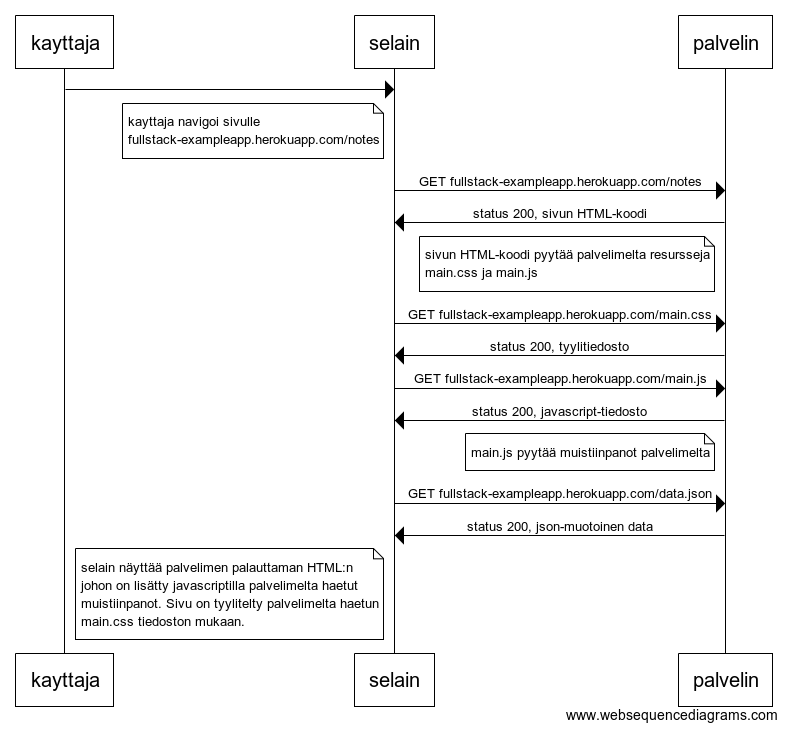 kayttaja
selain
palvelin
kayttaja navigoi sivulle
fullstack-exampleapp.herokuapp.com/notes
GET fullstack-exampleapp.herokuapp.com/notes
status 200, sivun HTML-koodi
sivun HTML-koodi pyytää palvelimelta resursseja
main.css ja main.js
GET fullstack-exampleapp.herokuapp.com/main.css
status 200, tyylitiedosto
GET fullstack-exampleapp.herokuapp.com/main.js
status 200, javascript-tiedosto
main.js pyytää muistiinpanot palvelimelta
GET fullstack-exampleapp.herokuapp.com/data.json
status 200, json-muotoinen data
selain näyttää palvelimen palauttaman HTML:n
johon on lisätty javascriptilla palvelimelta haetut
muistiinpanot. Sivu on tyylitelty palvelimelta haetun
main.css tiedoston mukaan.
kayttaja
selain
palvelin
www.websequencediagrams.com